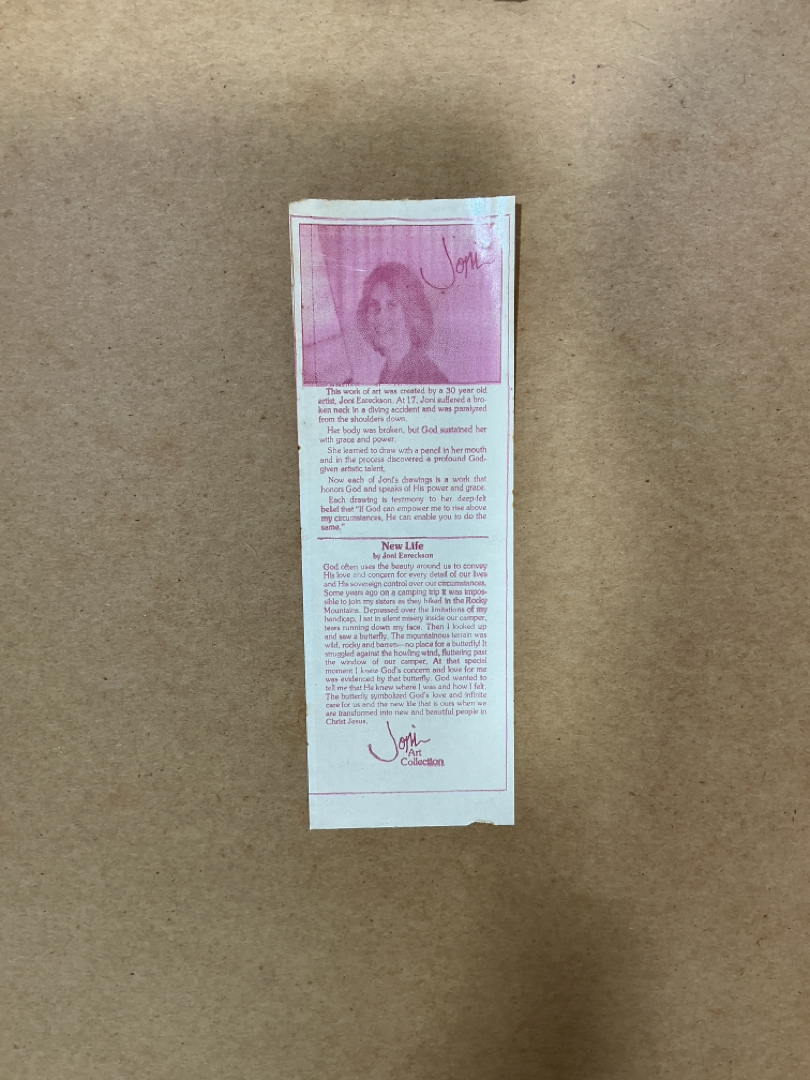 Joni
This work of art was created by a 30 year old
artist, Joni Eareckson. At 17, Joni suffered a bro-
ken neck in a diving accident and was paralyzed
from the shoulders down.
Her body was broken, but God sustained her
with grace and power.
She learned to draw with a pencil in her mouth
and in the process discovered a profound God-
given artistic talent.
Now each of Joni's drawings is a work that
honors God and speaks of His power and grace.
Each drawing is testimony to her deep-felt
belief that "If God can empower me to rise above
my circumstances, He can enable you to do the
same."
New Life
by Joni Eareckson
God often uses the beauty around us to convey
His love and concern for every detail of our lives
and His sovereign control over our circumstances.
Some years ago on a camping trip it was impos-
sible to join my sisters as they hiked in the Rocky
Mountains. Depressed over the limitations of my
handicap, I sat in silent misery inside our camper,
tears running down my face. Then I looked up
and saw a butterfly. The mountainous terrain was
wild, rocky and barren—no place for a butterfly! It
struggled against the howling wind, fluttering past
the window of our camper. At that special
moment I knew God's concern and love for me
was evidenced by that butterfly. God wanted to
tell me that He knew where I was and how I felt.
The butterfly symbolized God's love and infinite
care for us and the new life that is ours when we
are transformed into new and beautiful people in
Christ Jesus.
Joni
Art
Collection